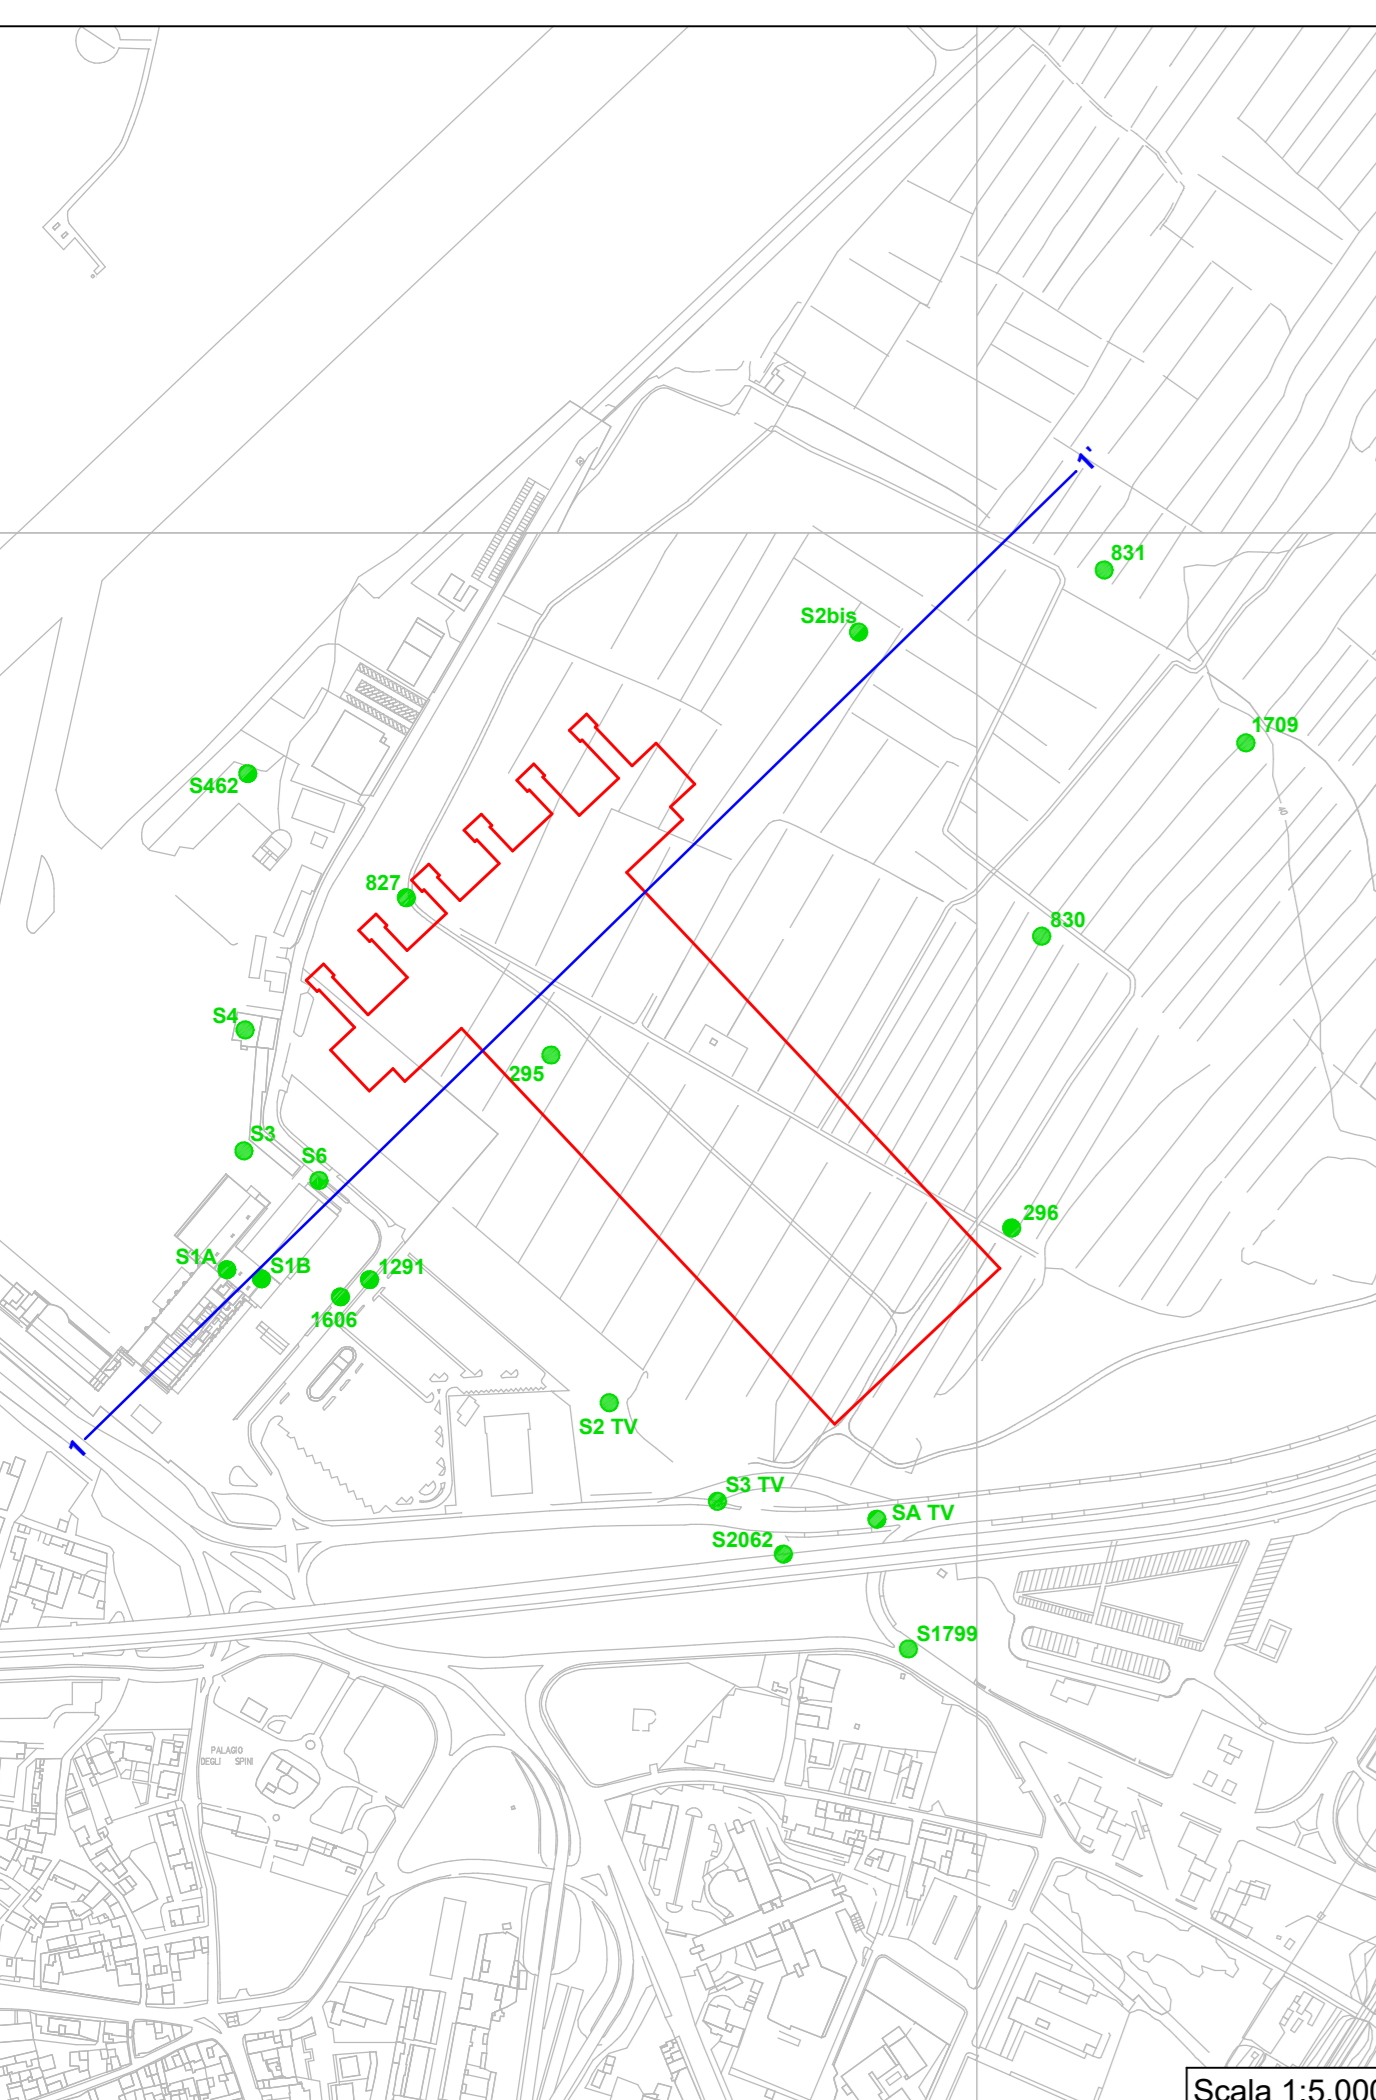 1'
831
S2bis
1709
S462
40
827
830
S4
295
S3
S6
296
S1A
S1B
1291
1606
S2 TV
1
S3 TV
SA TV
S2062
S1799
PALAGIO
DEGLI SPINI
Scala 1:5.000